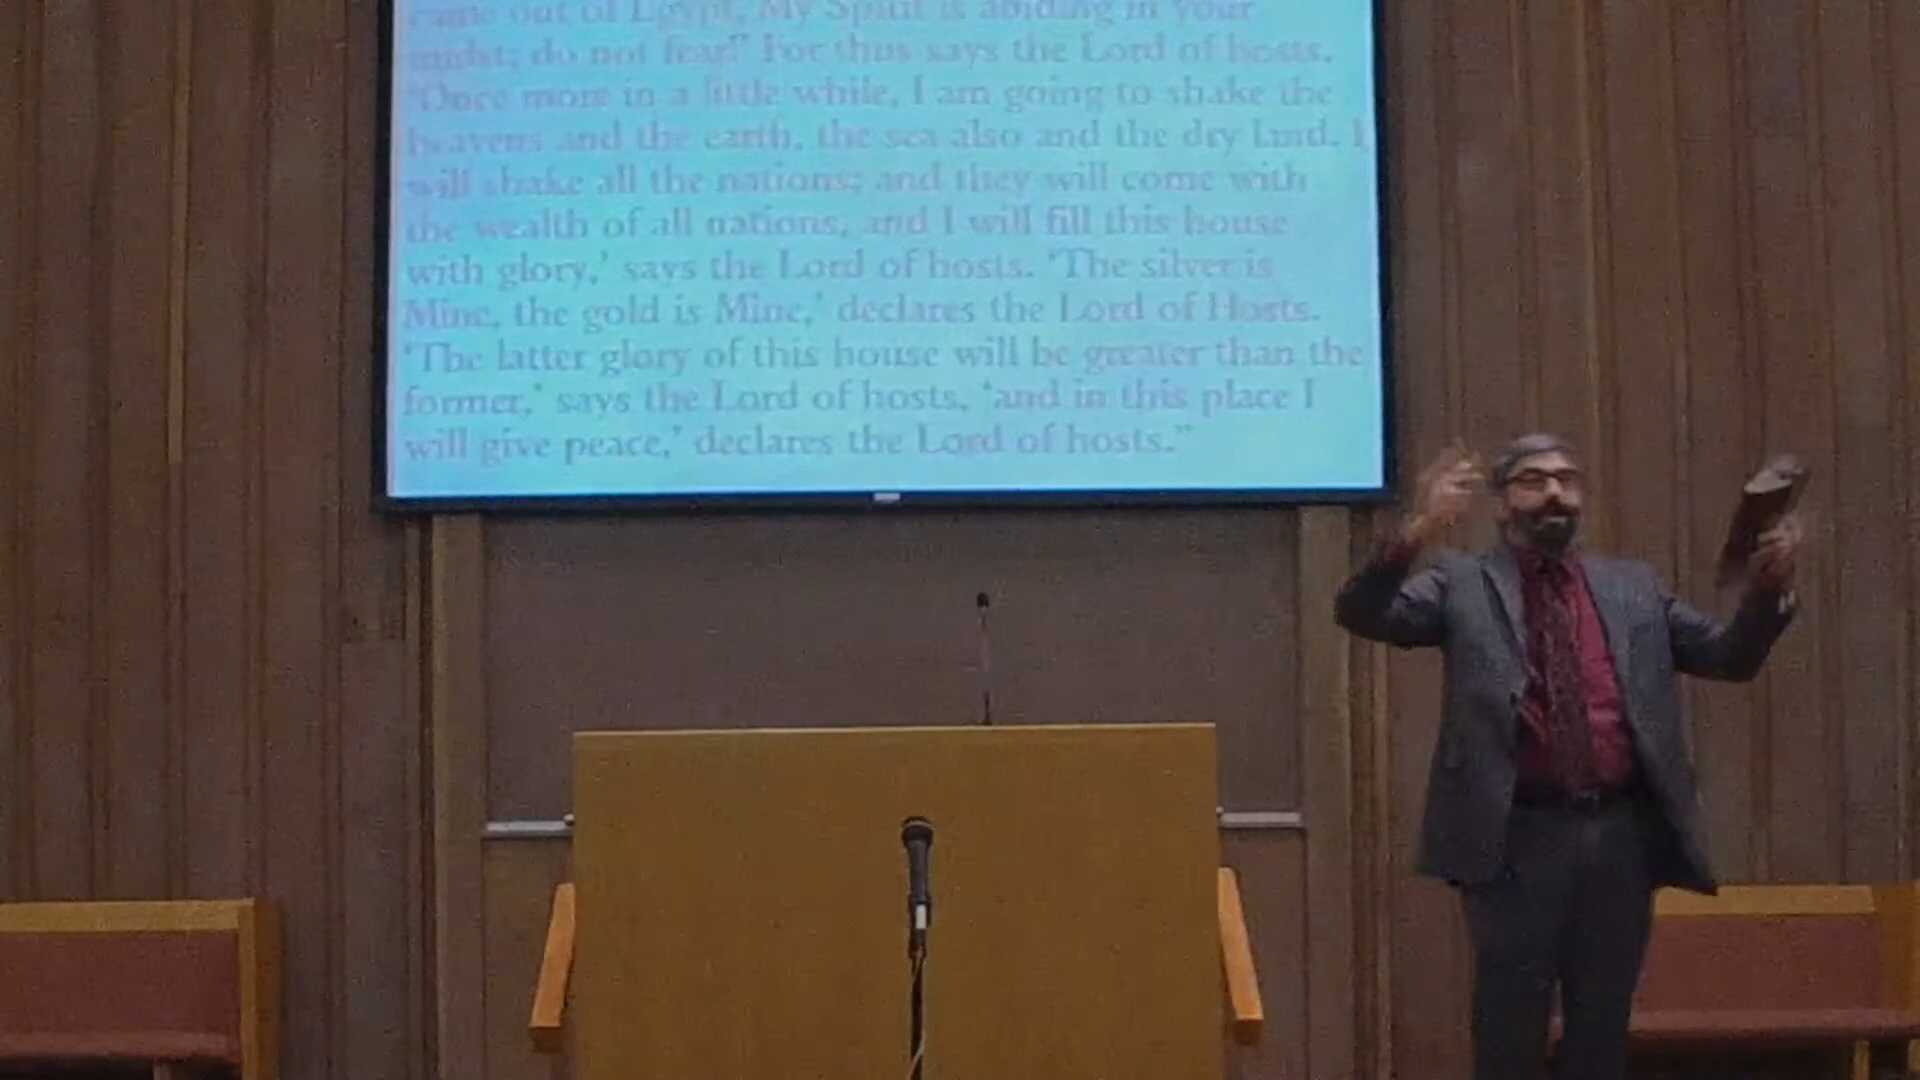 came out of Egypt, My Spirit is abiding in your
midst; do not fear!' For thus says the Lord of hosts.
'Once more in a little while, I am going to shake the
heavens and the earth, the sea also and the dry land. I
will shake all the nations; and they will come with
the wealth of all nations, and I will fill this house
with glory,' says the Lord of hosts. 'The silver is
Mine, the gold is Mine,' declares the Lord of Hosts.
'The latter glory of this house will be greater than the
former,' says the Lord of hosts, 'and in this place I
will give peace,' declares the Lord of hosts."